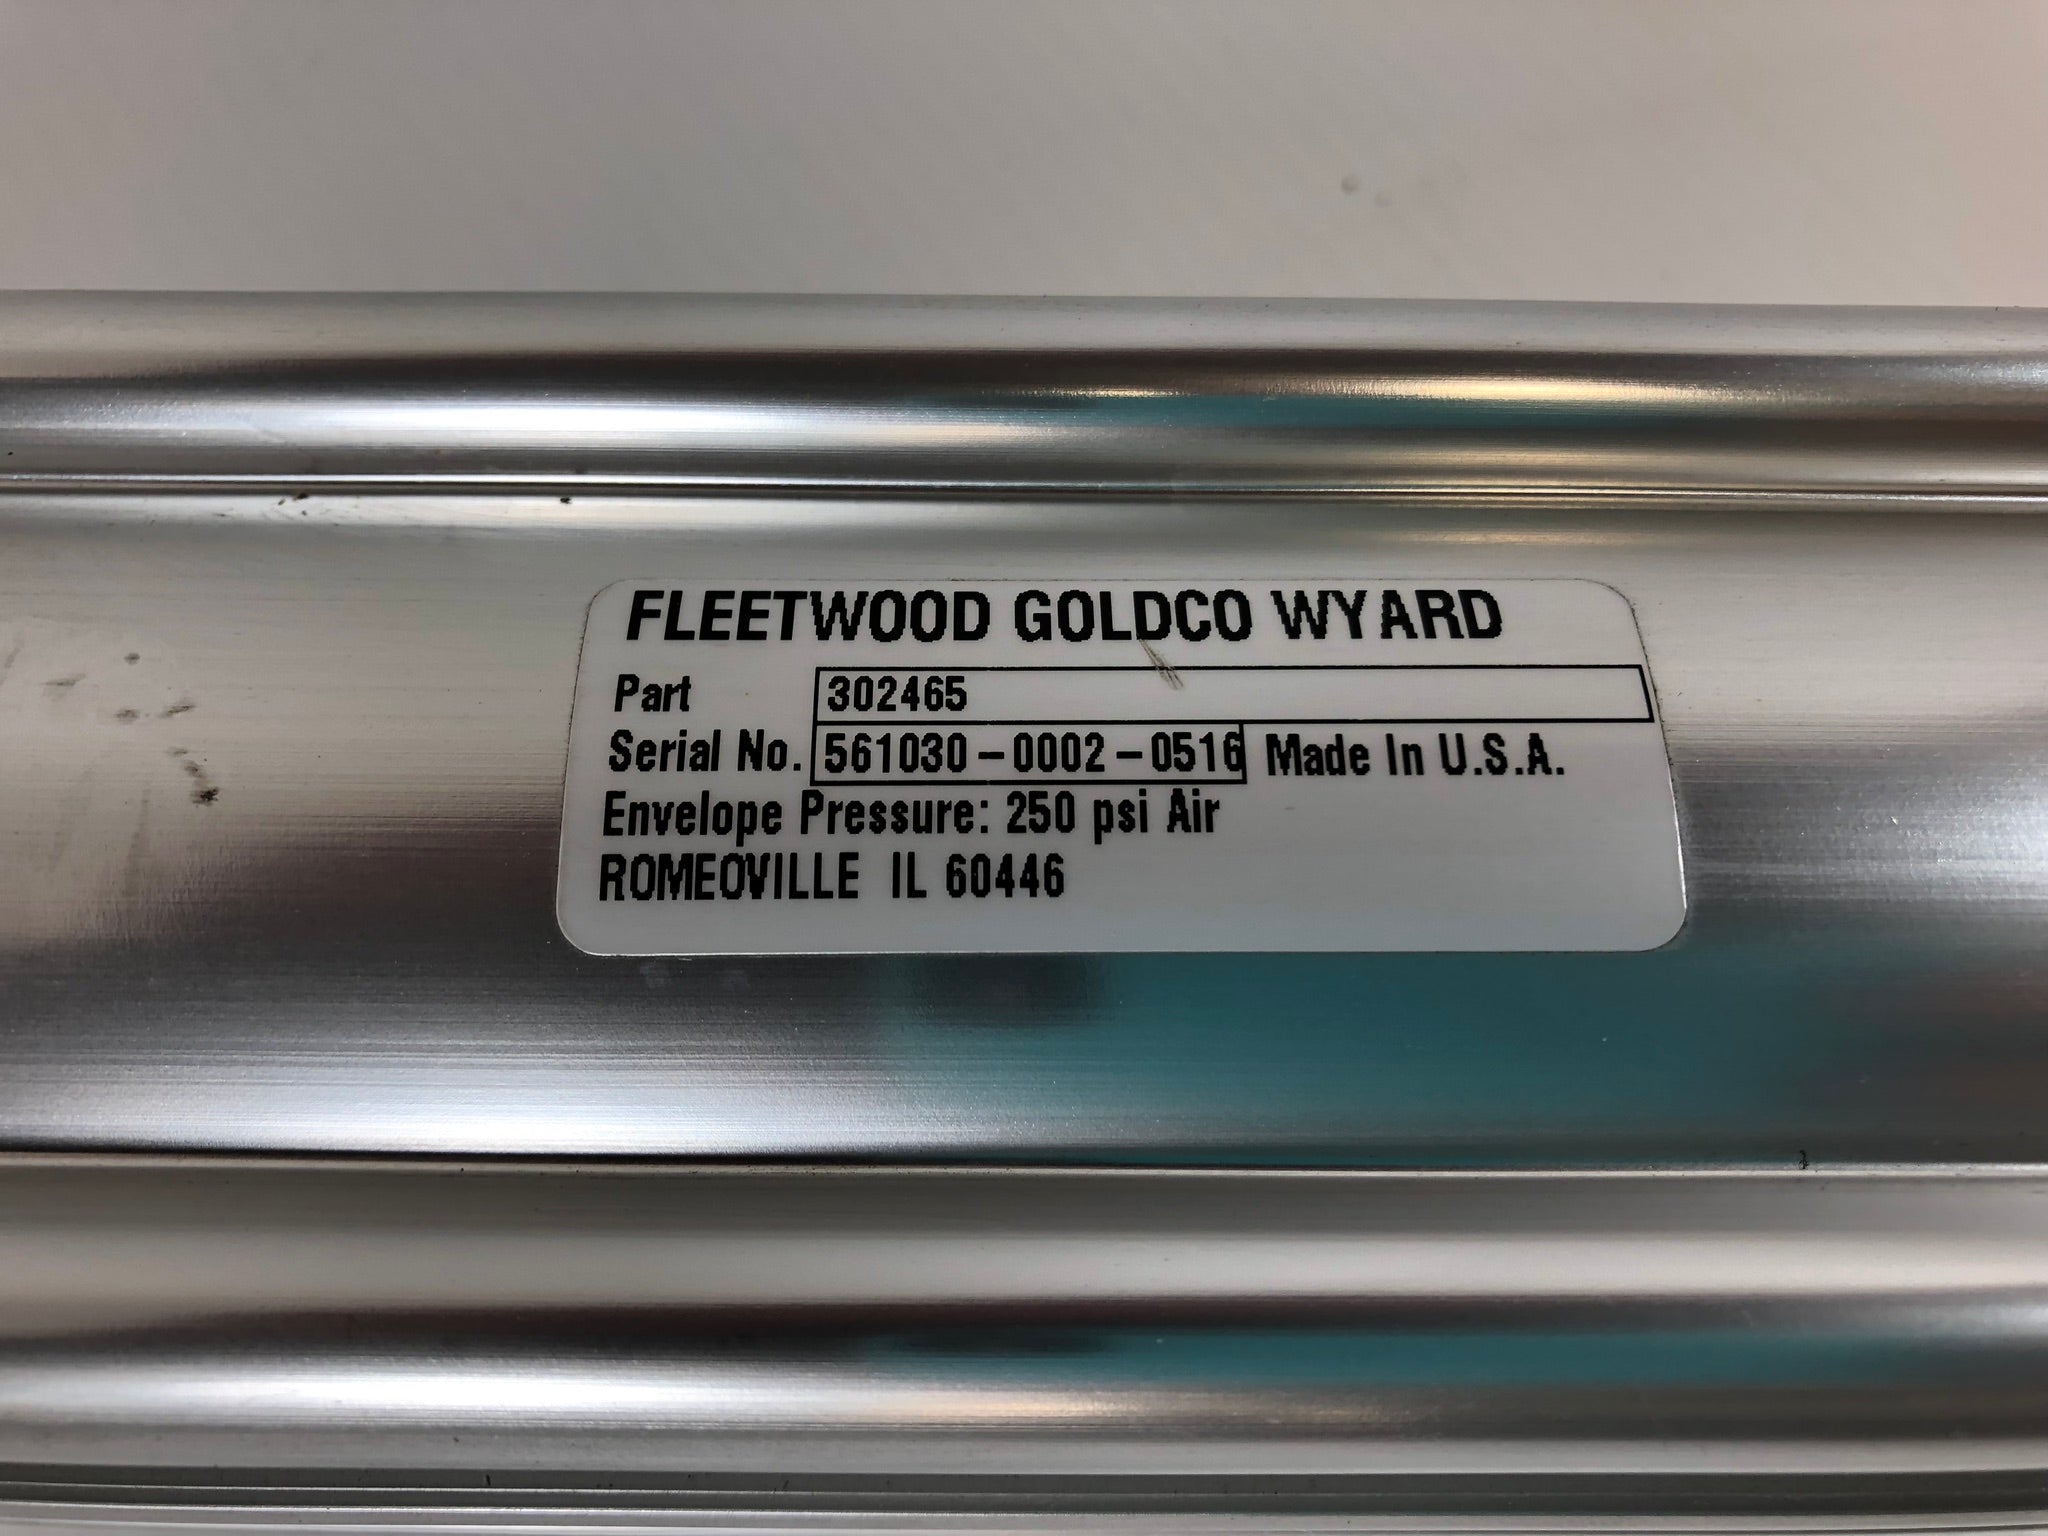 FLEETWOOD GOLDCO WYARD
Part 302465
Serial No. 561030-0002-0516 Made In U.S.A.
Envelope Pressure: 250 psi Air
ROMEOVILLE IL 60446